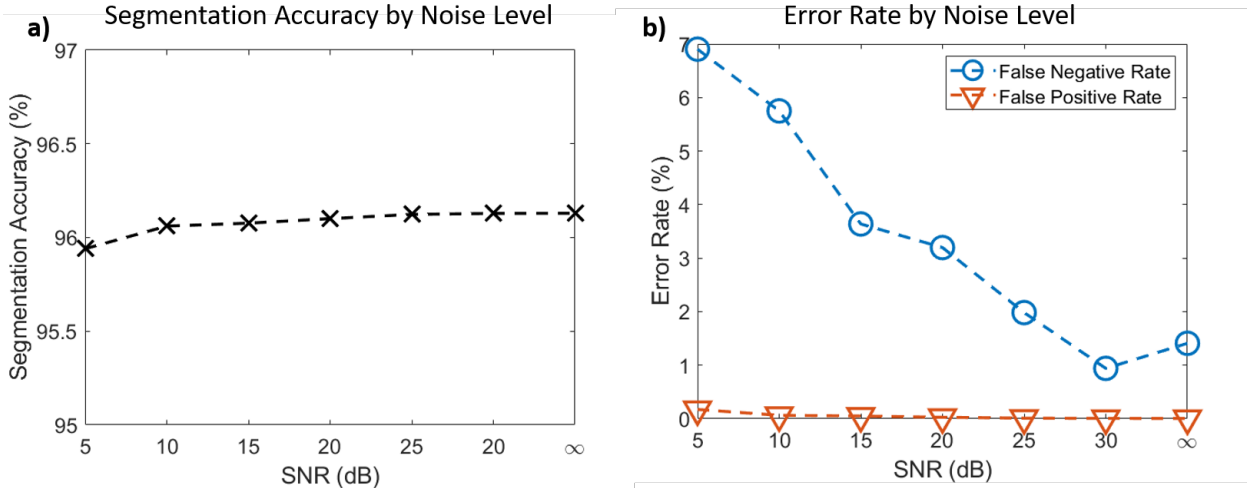 Segmentation Accuracy by Noise Level
a)
97
96.5
96
95.5
95
Segmentation Accuracy (%)
5 10 15 20 25 20 ∞
SNR (dB)
Error Rate by Noise Level
b)
7
6
5
4
3
2
1
0
Error Rate (%)
False Negative Rate
False Positive Rate
5 10 15 20 25 30 ∞
SNR (dB)